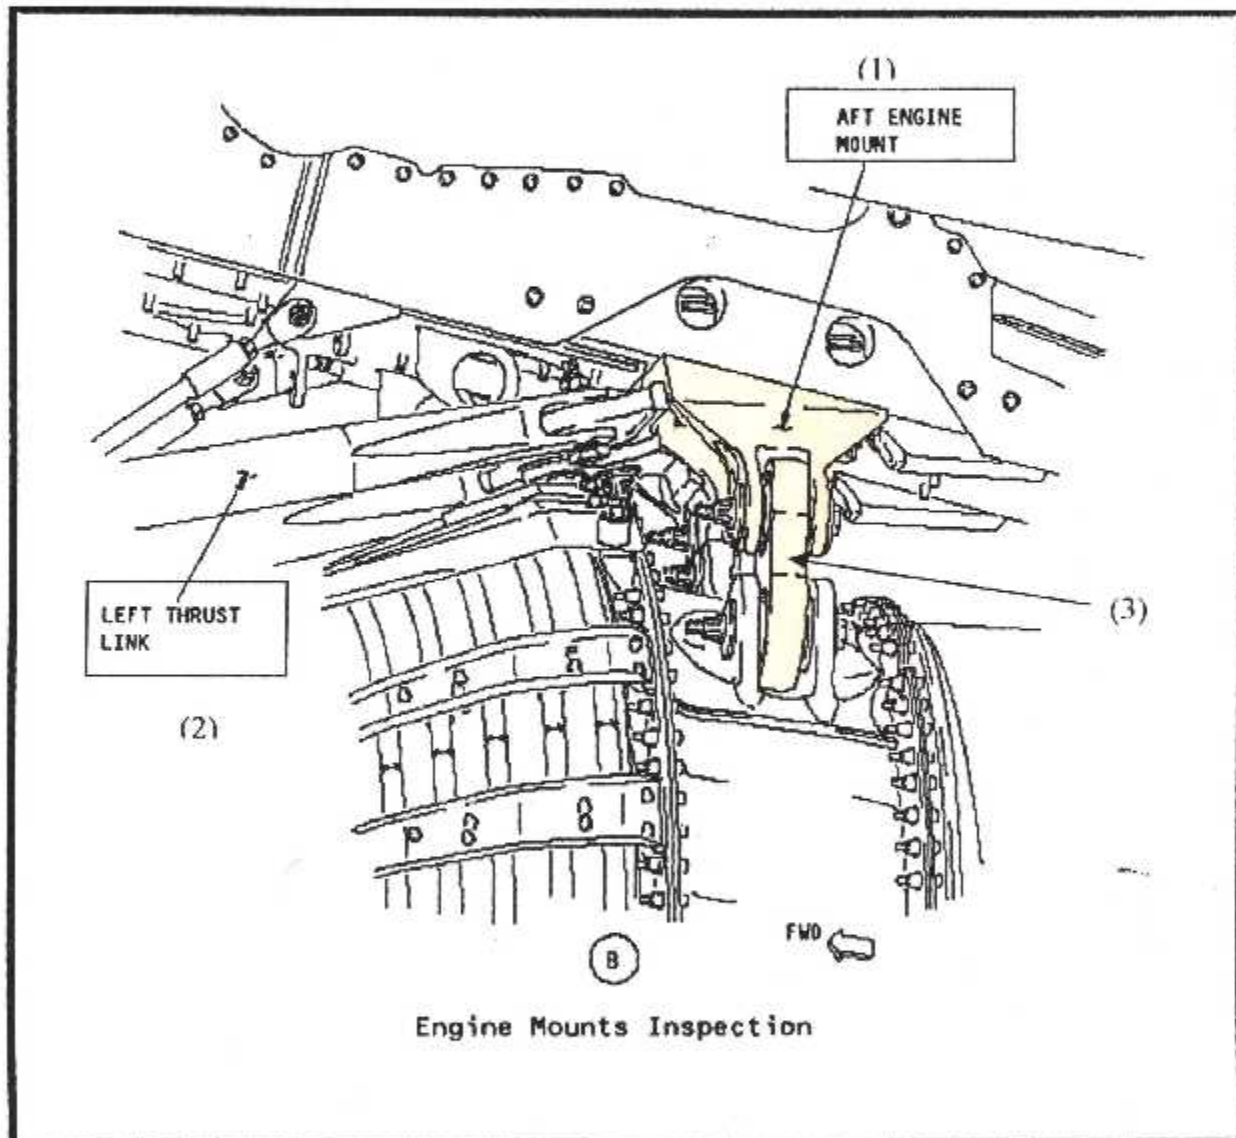 (1)
AFT ENGINE
MOUNT
LEFT THRUST
LINK
(2)
(3)
FWD
B
Engine Mounts Inspection